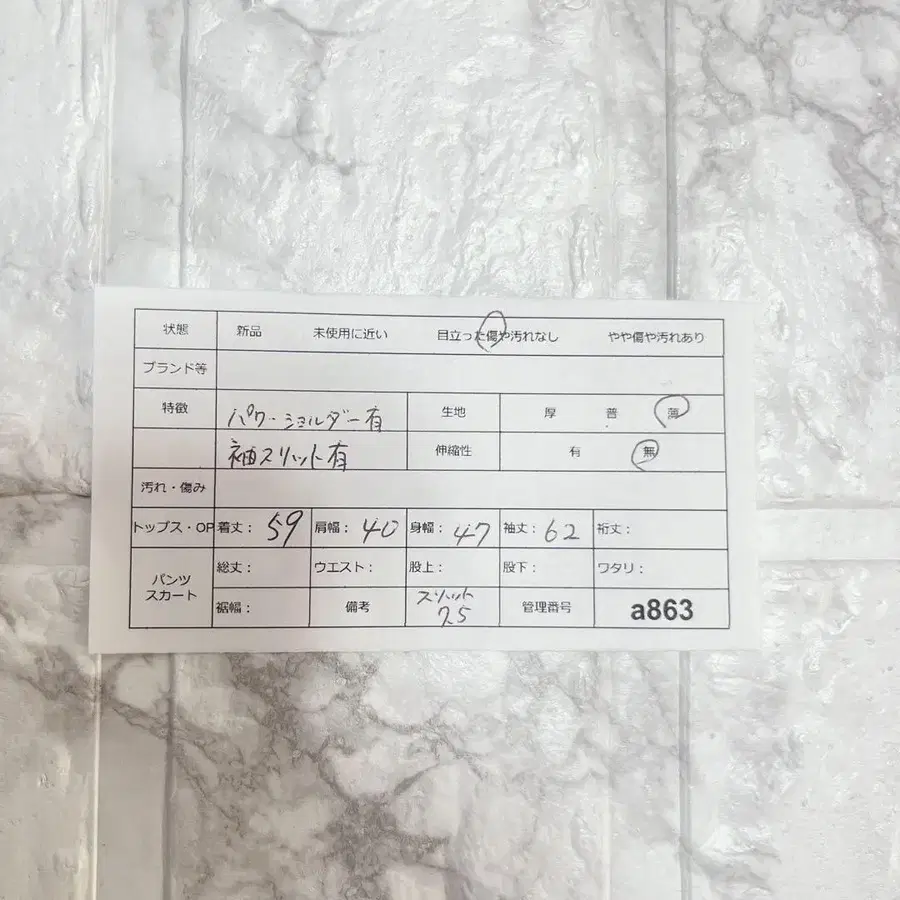 状態 新品 未使用に近い 目立った傷や汚れなし やや傷や汚れあり
ブランド等
特徴 パワーショルダー有 生地 厚 普 薄
袖スリット有 伸縮性 有 無
汚れ・傷み
トップス・OP 着丈: 59 肩幅: 40 身幅: 47 袖丈: 62 裄丈:
パンツ スカート 総丈: ウエスト: 股上: 股下: ワタリ:
裾幅: 備考 スリット 25 管理番号 a863